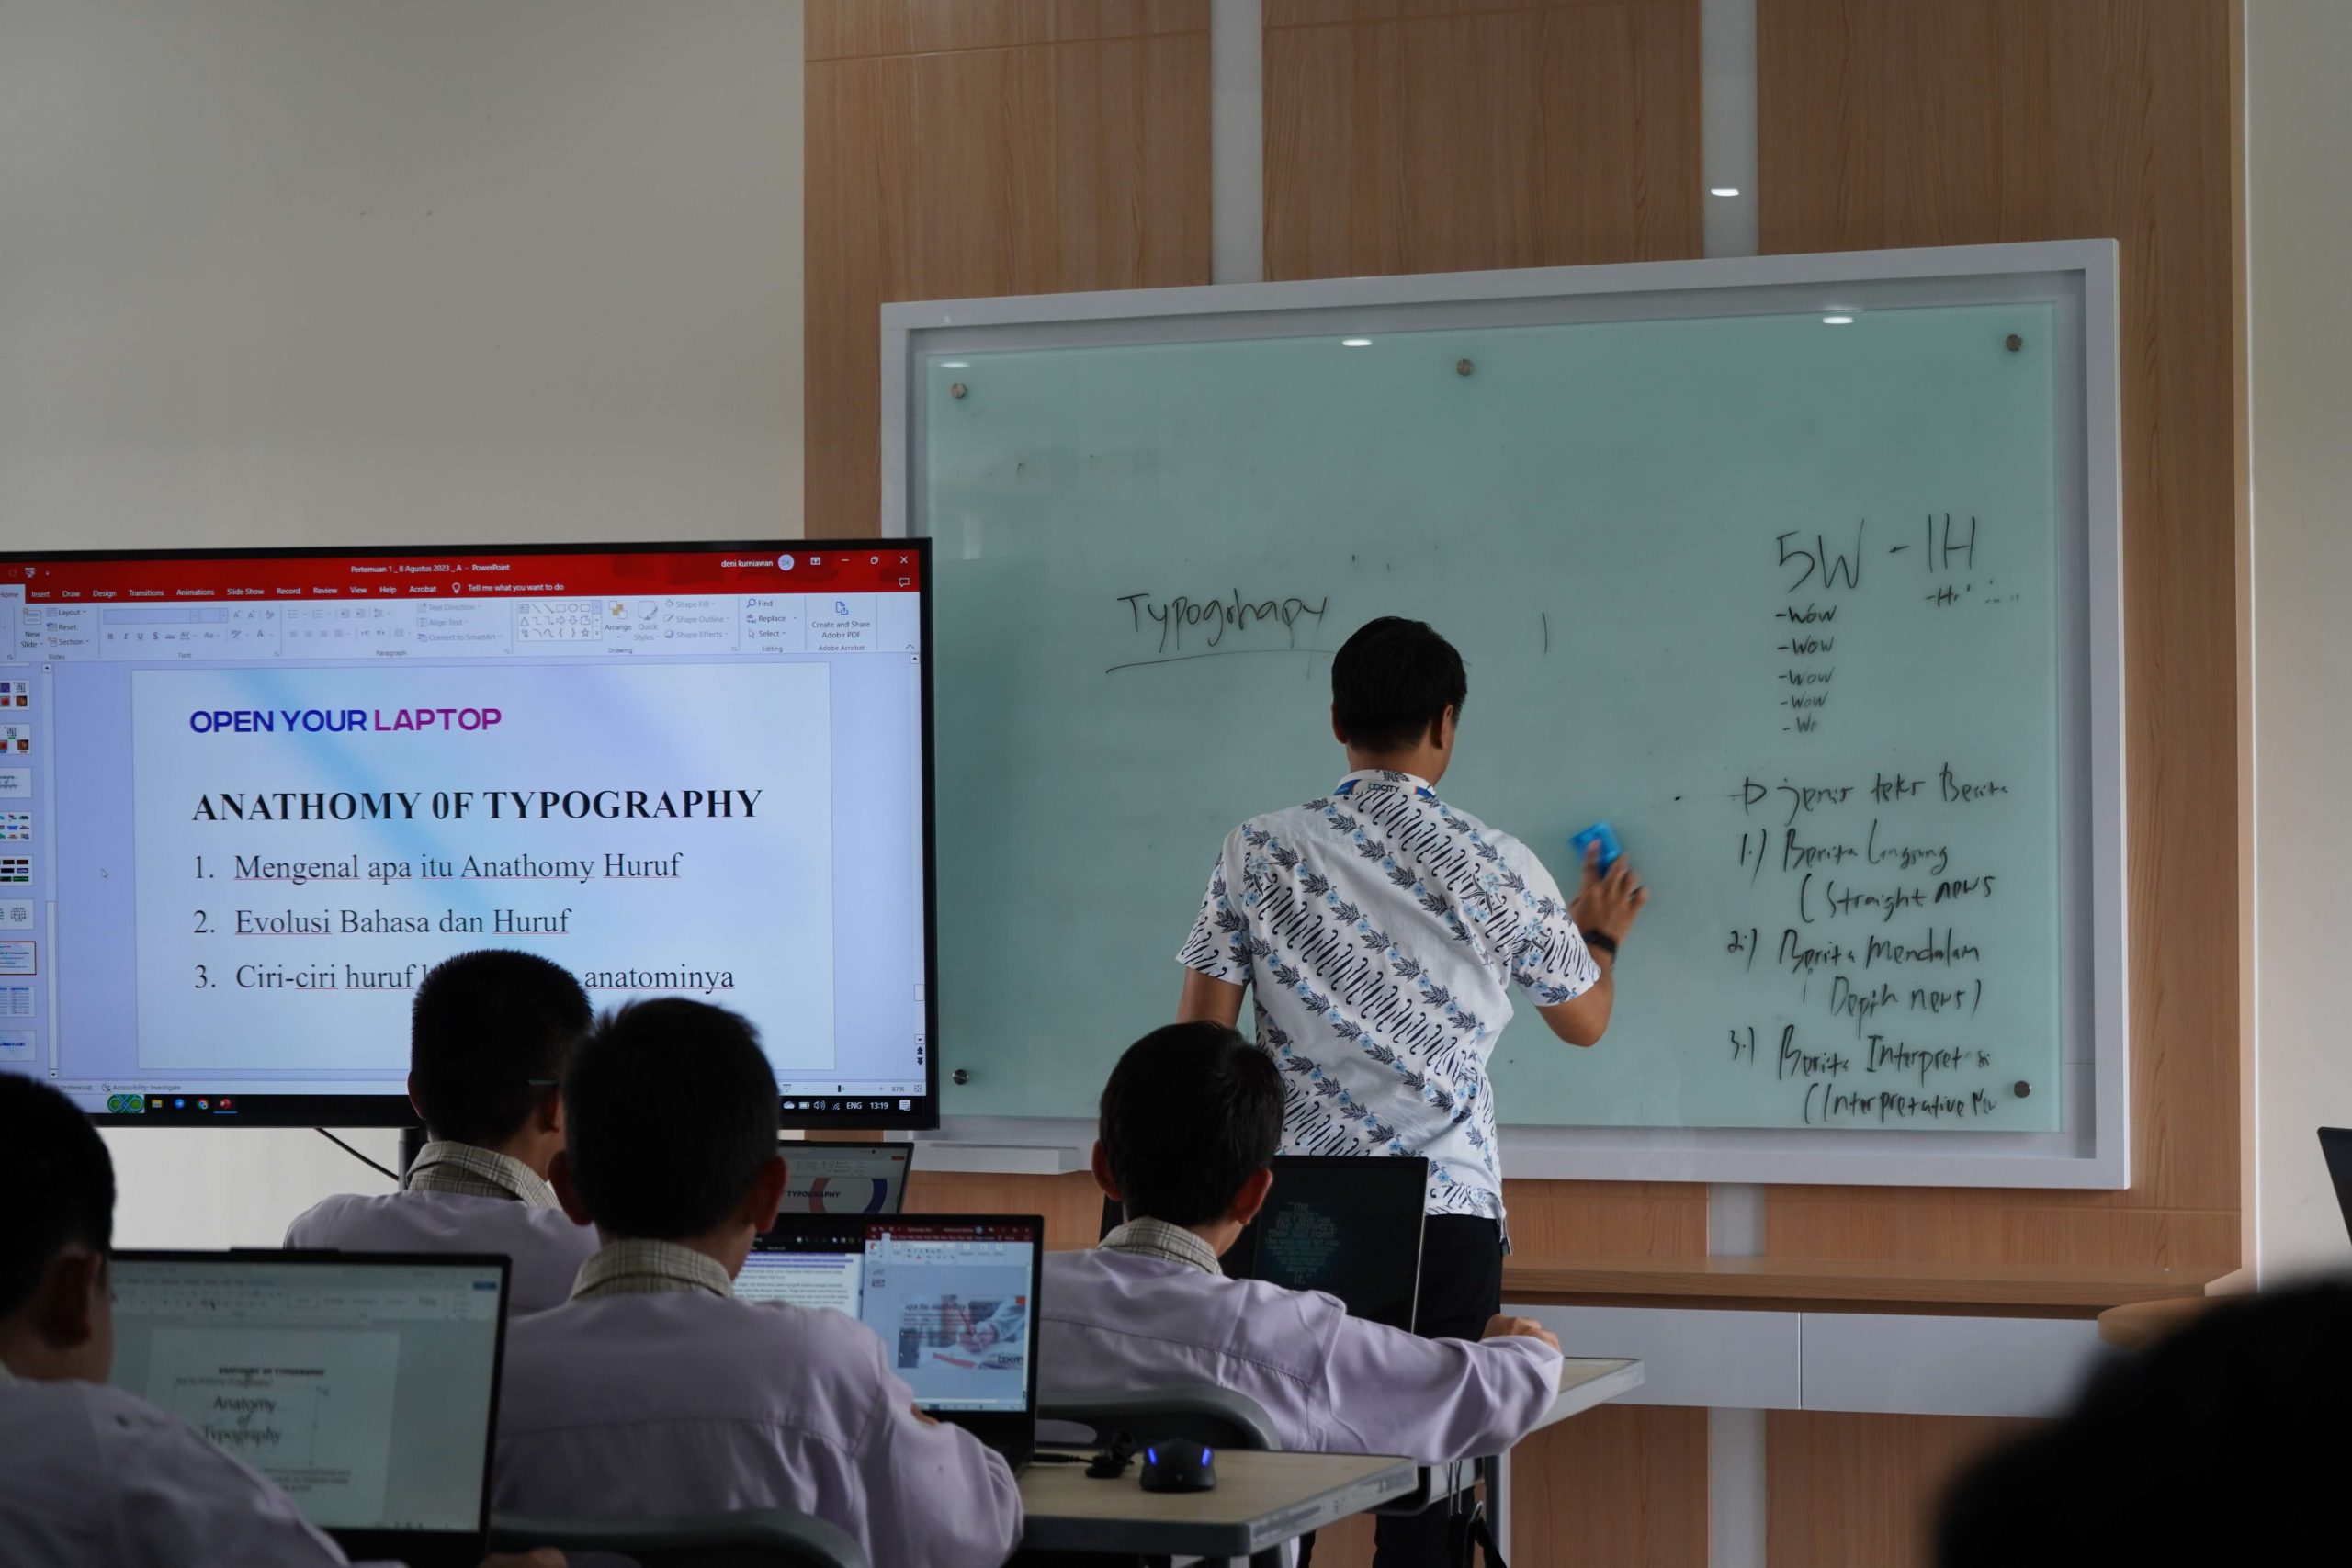 Pertemuan 1 _ 8 Agustus 2023 _ A - PowerPoint
deni kurniawan
Home Insert Draw Design Transitions Animations Slide Show Record Review View Help Acrobat Tell me what you want to do
New Slide
Layout
Reset
Section
Slides
Font
Text Direction
Align Text
Convert to SmartArt
Paragraph
Arrange
Quick Styles
Shape Fill
Shape Outline
Shape Effects
Drawing
Find
Replace
Select
Editing
Create and Share Adobe PDF
Adobe Acrobat
OPEN YOUR LAPTOP
ANATHOMY 0F TYPOGRAPHY
1. Mengenal apa itu Anathomy Huruf
2. Evolusi Bahasa dan Huruf
3. Ciri-ciri huruf anatominya
Accessibility: Investigate
87%
ENG 13:19
Typogrhapy
5W - 1H
- Wow
- Wow
- Wow
- Wow
- Wo
jenis teks Berita
1.) Berita Langsung
(Straight news
2.) Berita Mendalam
Depth news)
3.) Berita Interpretasi
(Interpretative
TYPOGRAPHY
ANATHOMY OF TYPOGRAPHY
Anatomy
of
Typography